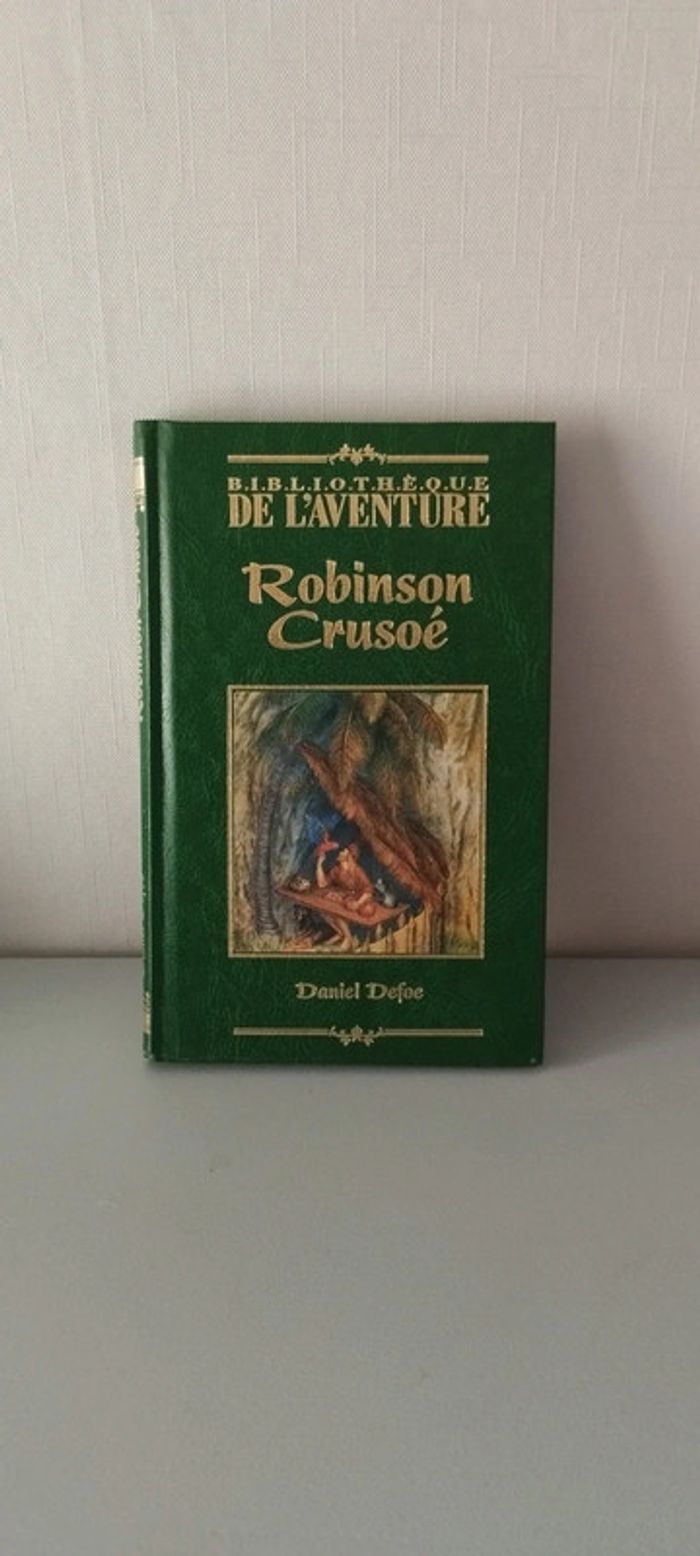 B.I.B.L.I.O.T.H.È.Q.U.E
DE L'AVENTURE
Robinson
Crusoé
Daniel Defoe